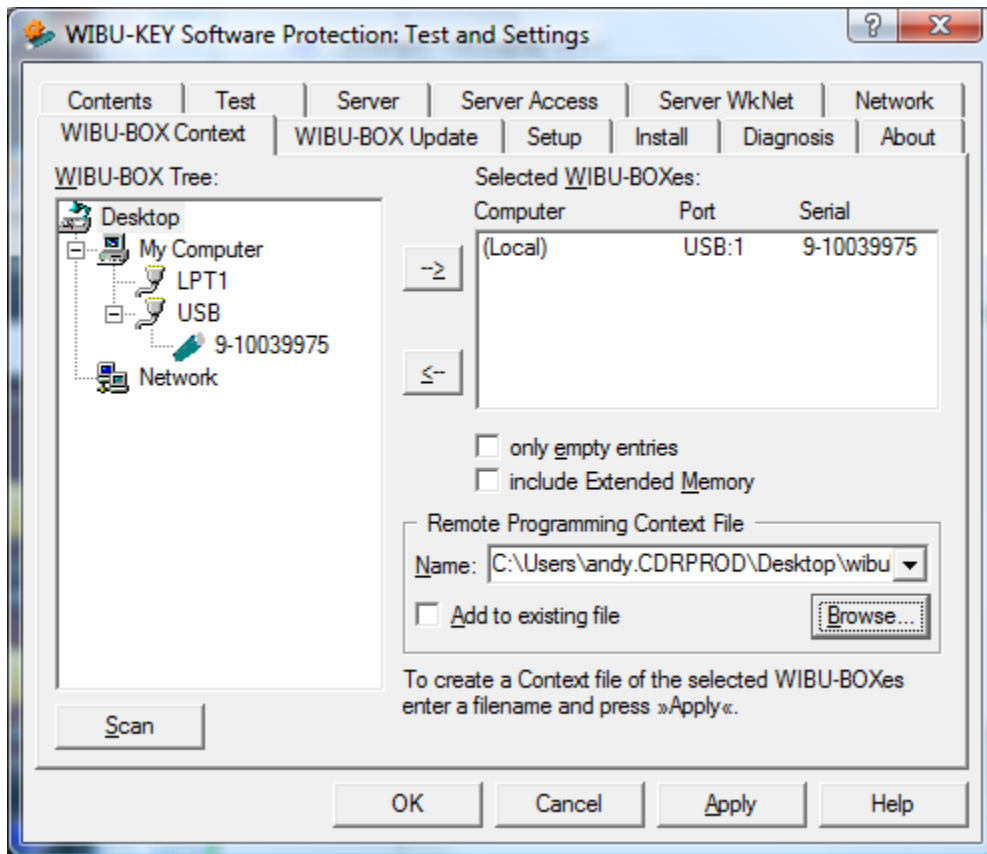 WIBU-KEY Software Protection: Test and Settings
Contents Test Server Server Access Server WkNet Network
WIBU-BOX Context WIBU-BOX Update Setup Install Diagnosis About
WIBU-BOX Tree:
Desktop
My Computer
LPT1
USB
9-10039975
Network
Scan
-->
<--
Selected WIBU-BOXes:
Computer Port Serial
(Local) USB:1 9-10039975
only empty entries
include Extended Memory
Remote Programming Context File
Name: C:\Users\andy.CDRPROD\Desktop\wibu
Add to existing file Browse...
To create a Context file of the selected WIBU-BOXes
enter a filename and press »Apply«.
OK Cancel Apply Help